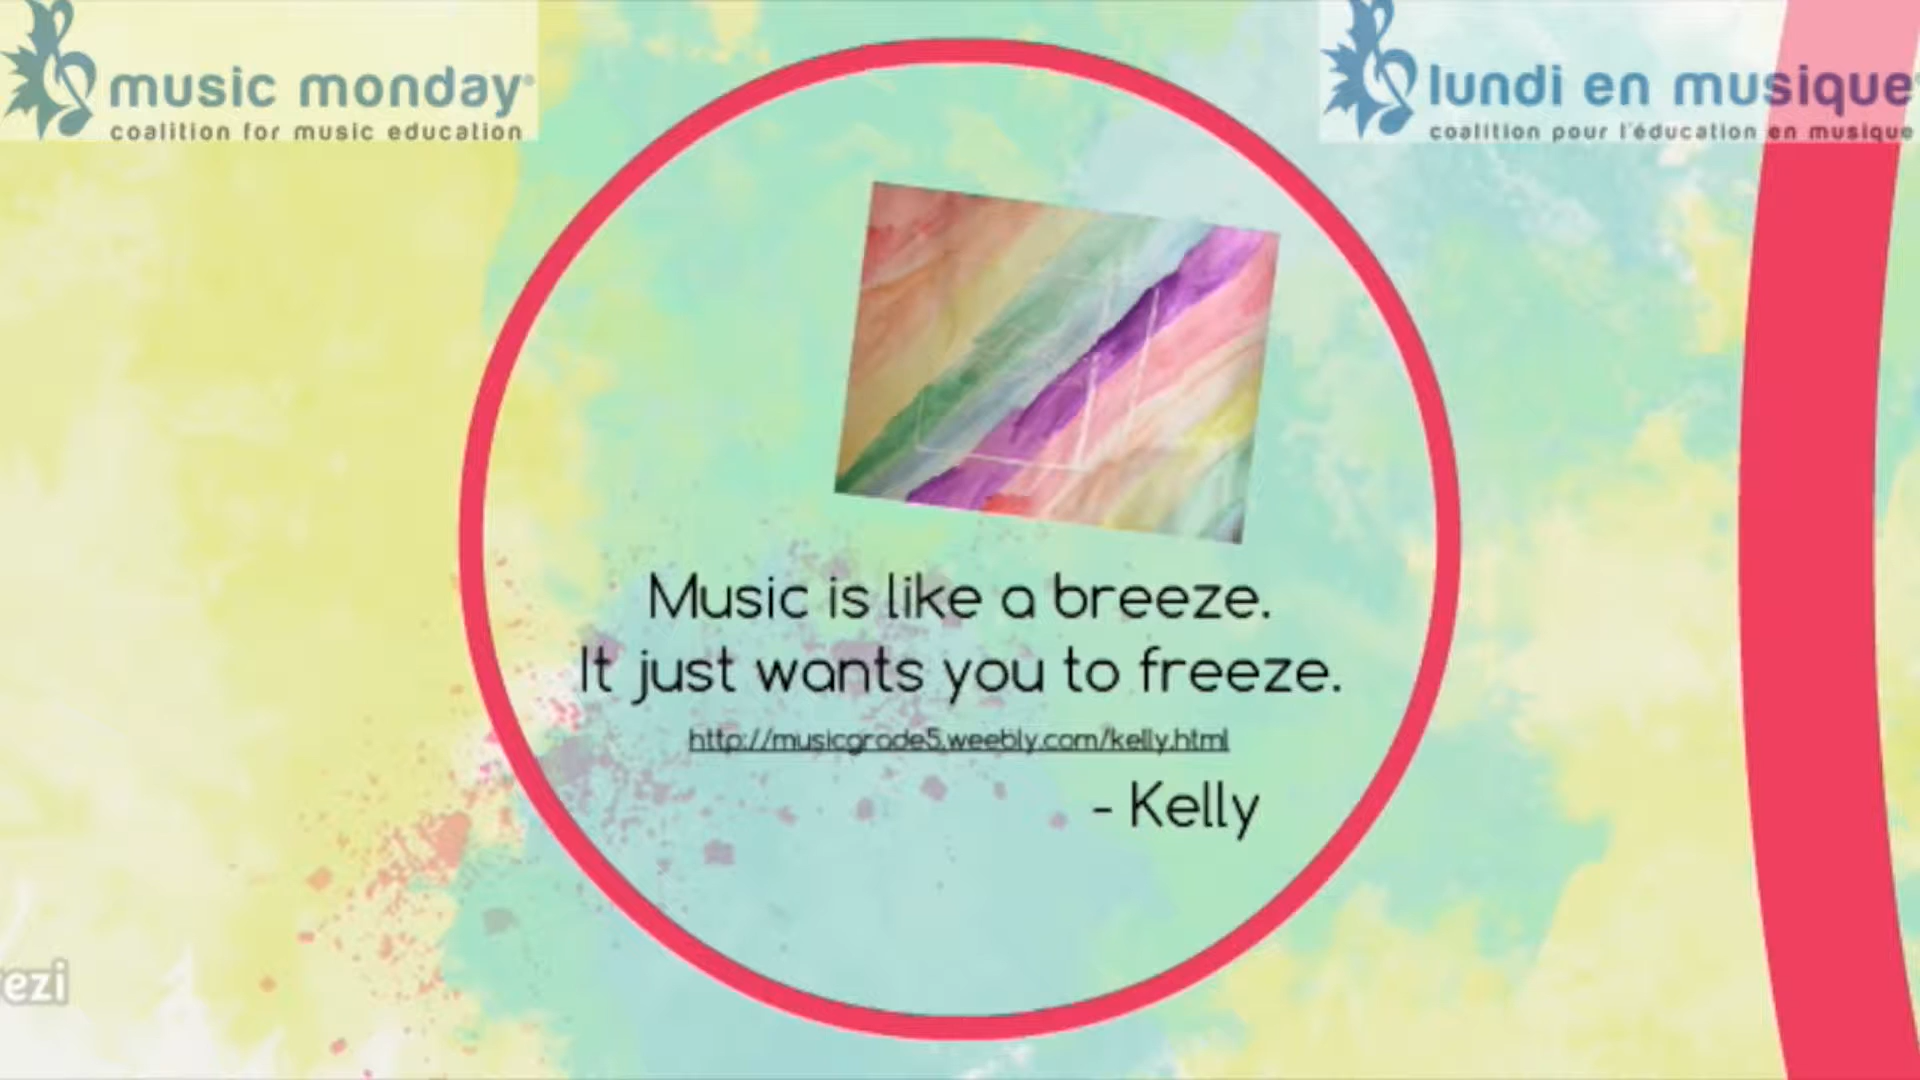 music monday
coalition for music education
lundi en musique
coalition pour l'éducation en musique
Music is like a breeze.
It just wants you to freeze.
http://musicgrade5.weebly.com/kelly.html
- Kelly
ezi